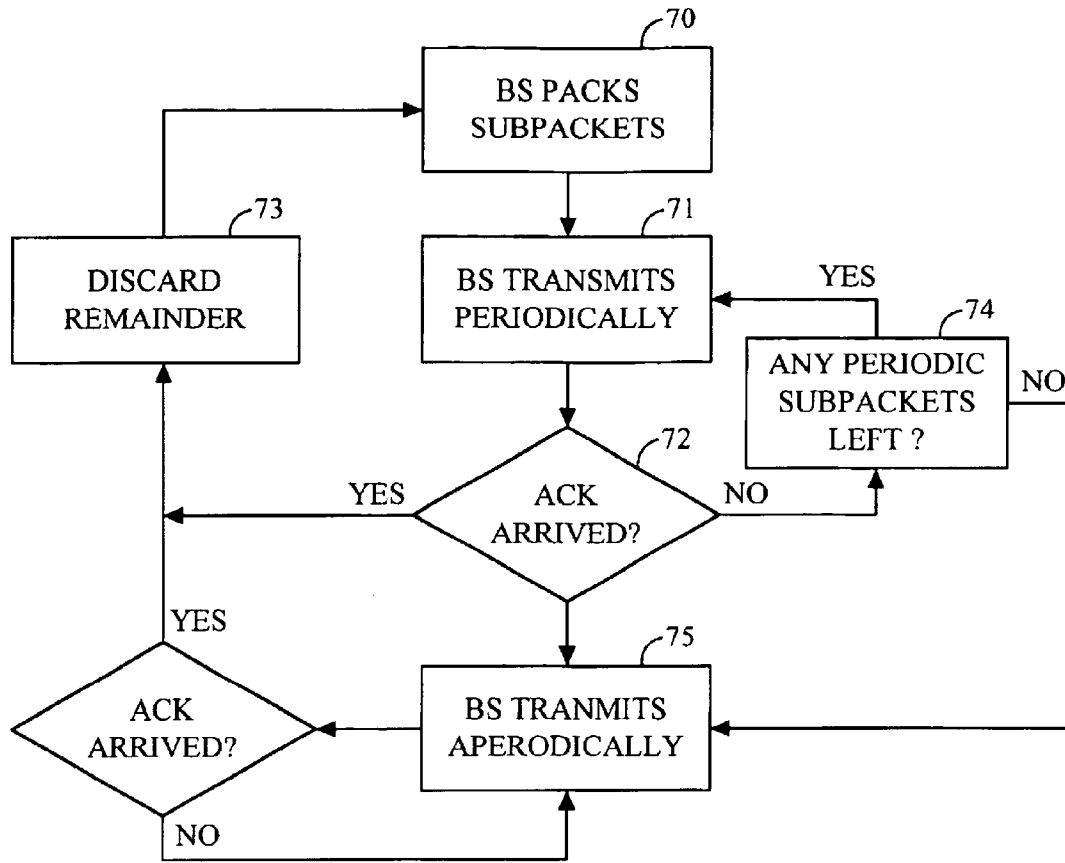 70
BS PACKS
SUBPACKETS
73
71
DISCARD
REMAINDER
BS TRANSMITS
PERIODICALLY
YES
74
ANY PERIODIC
SUBPACKETS
LEFT ?
NO
72
YES
ACK
ARRIVED?
NO
YES
75
ACK
ARRIVED?
BS TRANMITS
APERODICALLY
NO